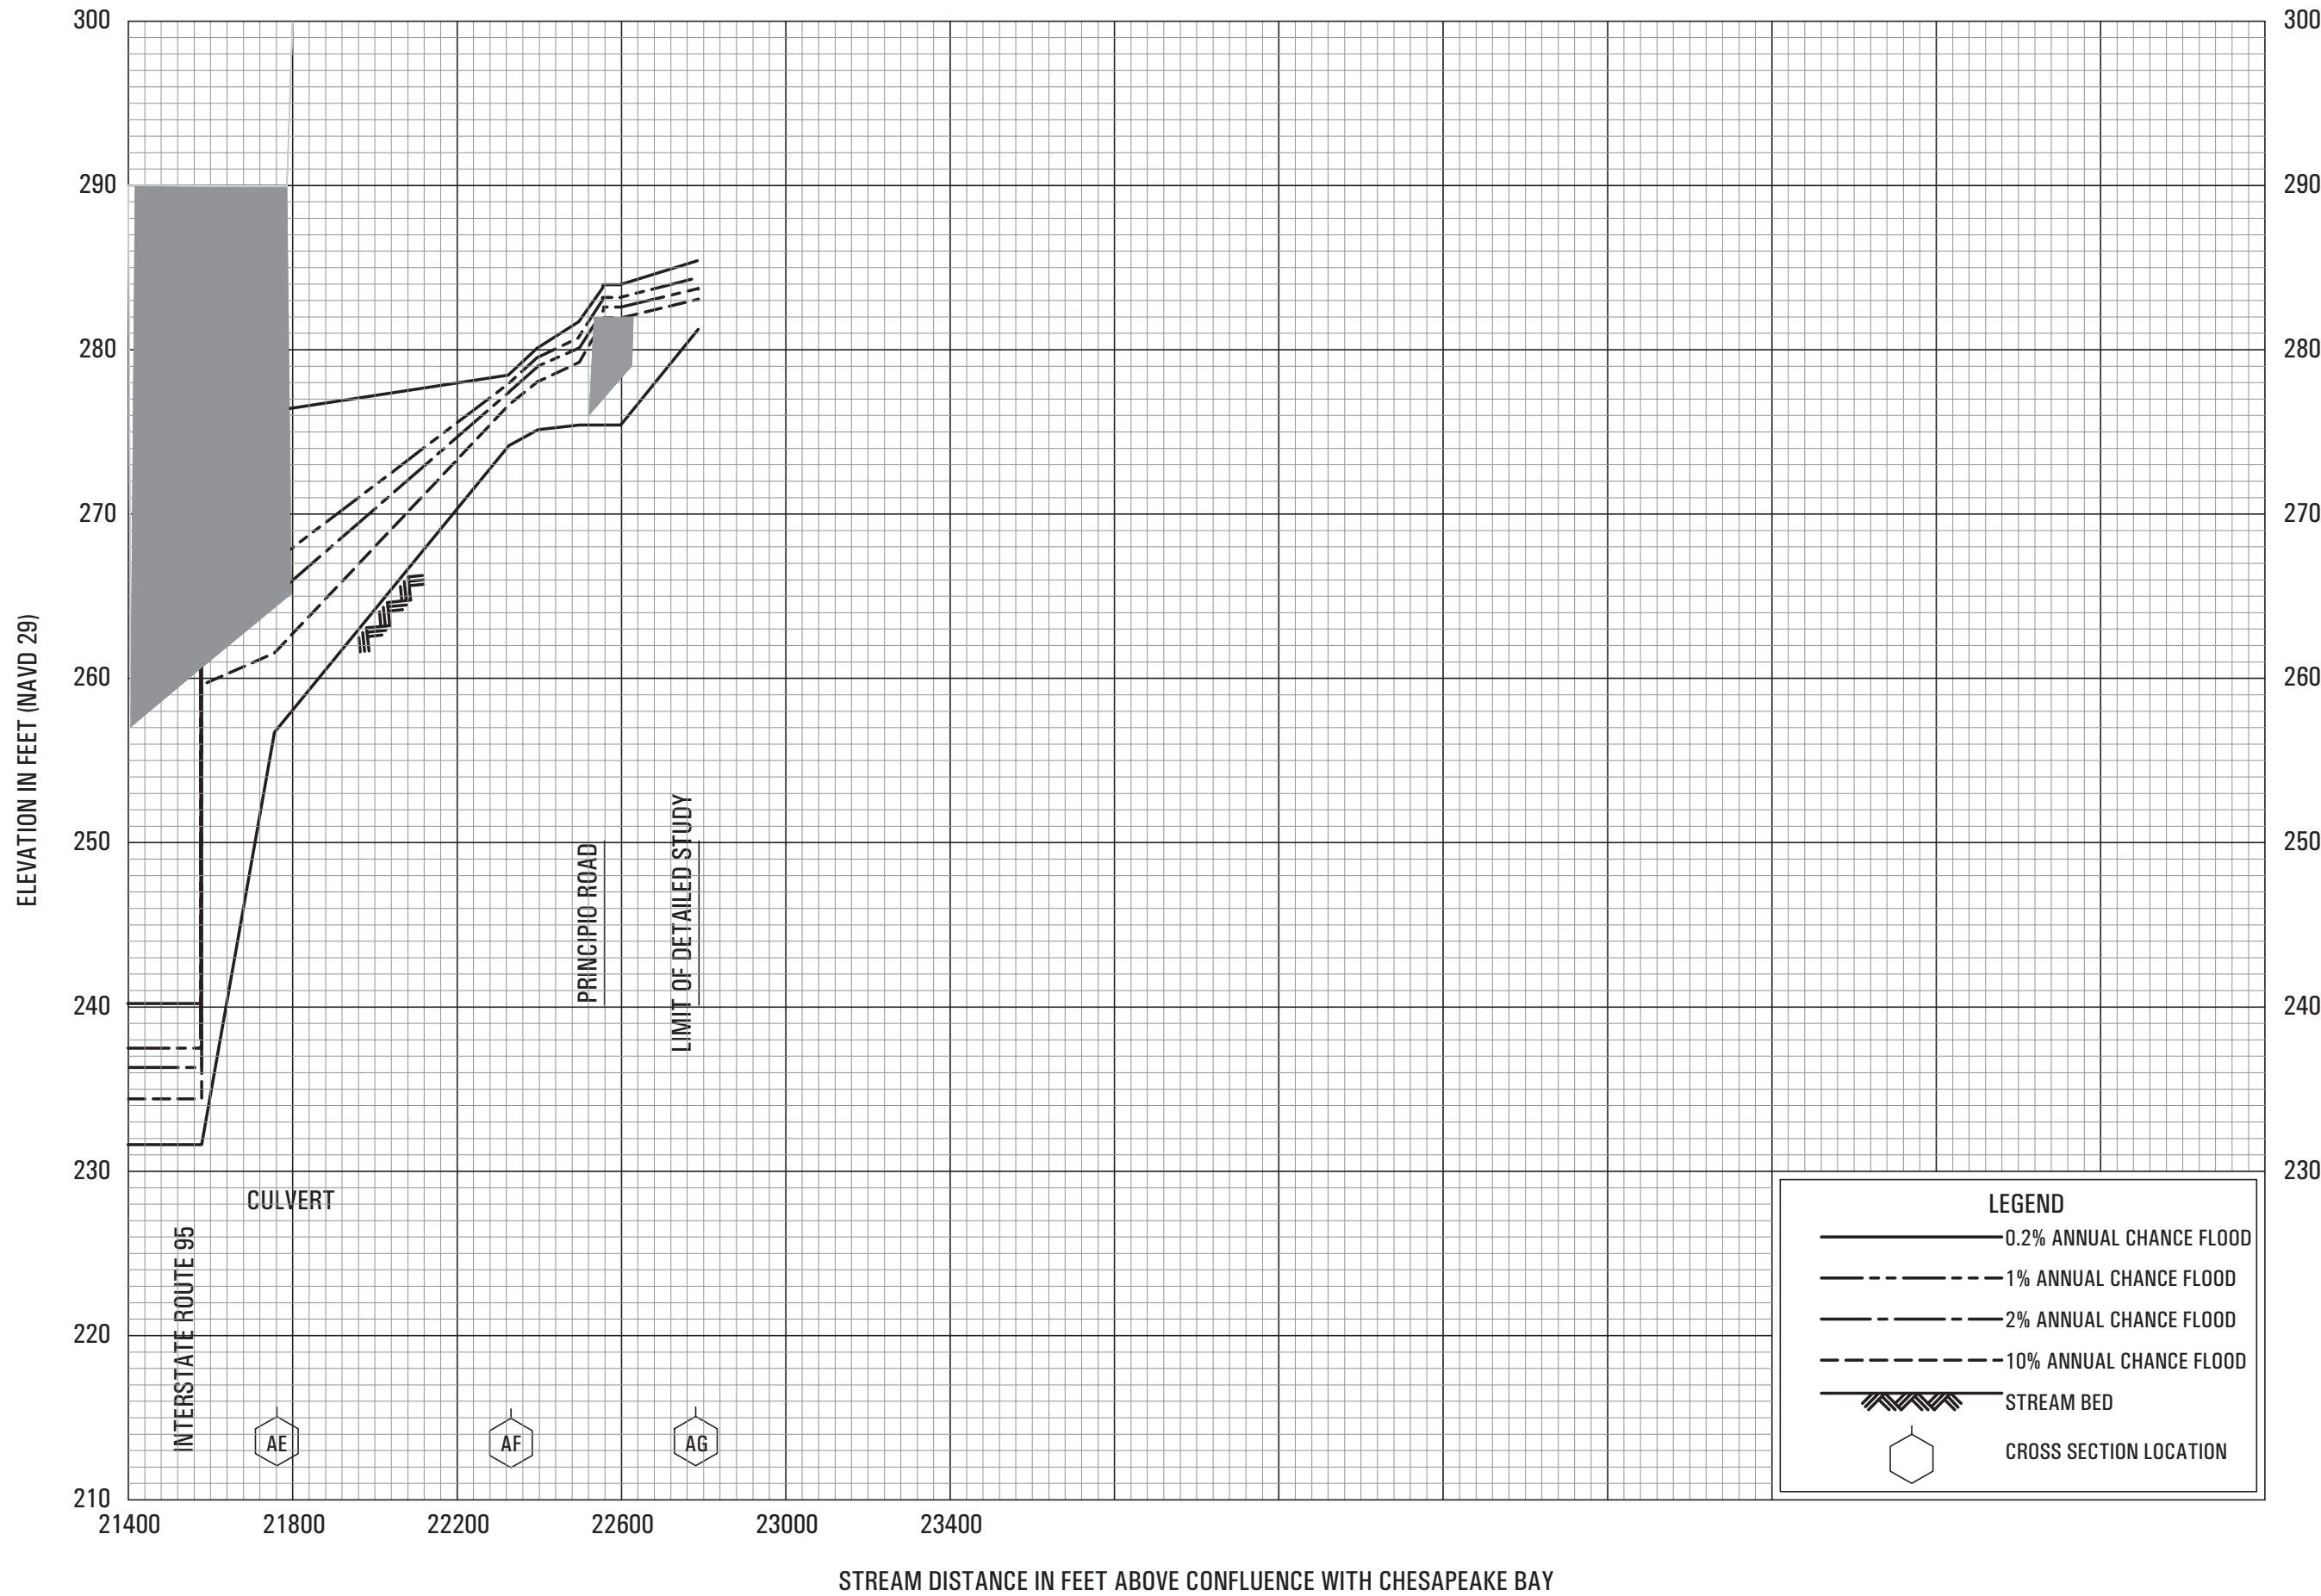 300
300
290
290
280
280
270
270
260
260
250
250
240
240
230
230
220
210
ELEVATION IN FEET (NAVD 29)
PRINCIPIO ROAD
LIMIT OF DETAILED STUDY
CULVERT
INTERSTATE ROUTE 95
AE
AF
AG
LEGEND
0.2% ANNUAL CHANCE FLOOD
1% ANNUAL CHANCE FLOOD
2% ANNUAL CHANCE FLOOD
10% ANNUAL CHANCE FLOOD
STREAM BED
CROSS SECTION LOCATION
21400 21800 22200 22600 23000 23400
STREAM DISTANCE IN FEET ABOVE CONFLUENCE WITH CHESAPEAKE BAY